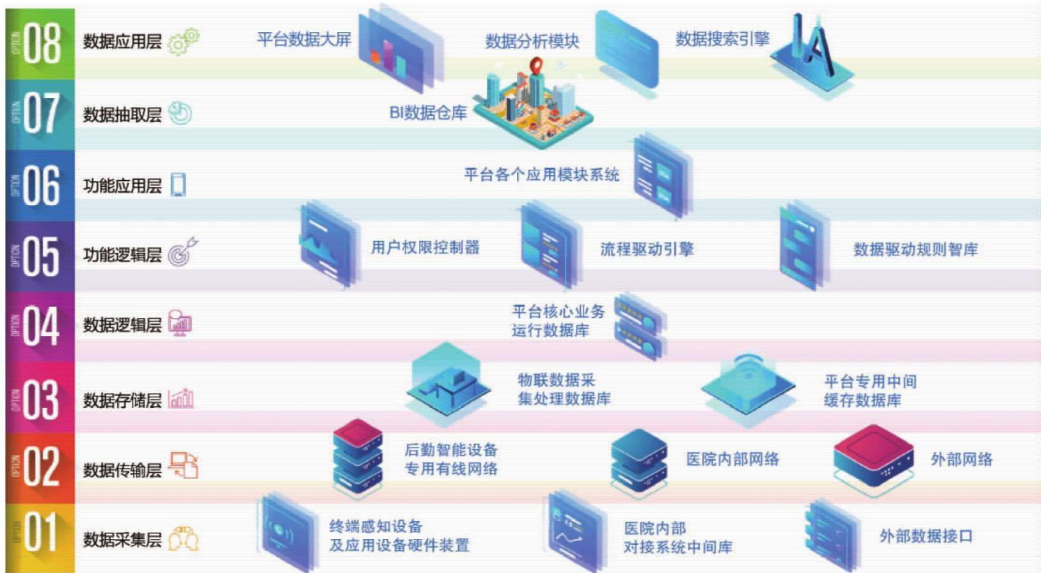 OPTION
08
数据应用层
平台数据大屏
数据分析模块
数据搜索引擎
IA
OPTION
07
数据抽取层
BI数据仓库
OPTION
06
功能应用层
平台各个应用模块系统
OPTION
05
功能逻辑层
用户权限控制器
流程驱动引擎
数据驱动规则智库
OPTION
04
数据逻辑层
平台核心业务
运行数据库
OPTION
03
数据存储层
物联数据采
集处理数据库
平台专用中间
缓存数据库
OPTION
02
数据传输层
后勤智能设备
专用有线网络
医院内部网络
外部网络
OPTION
01
数据采集层
终端感知设备
及应用设备硬件装置
医院内部
对接系统中间库
外部数据接口